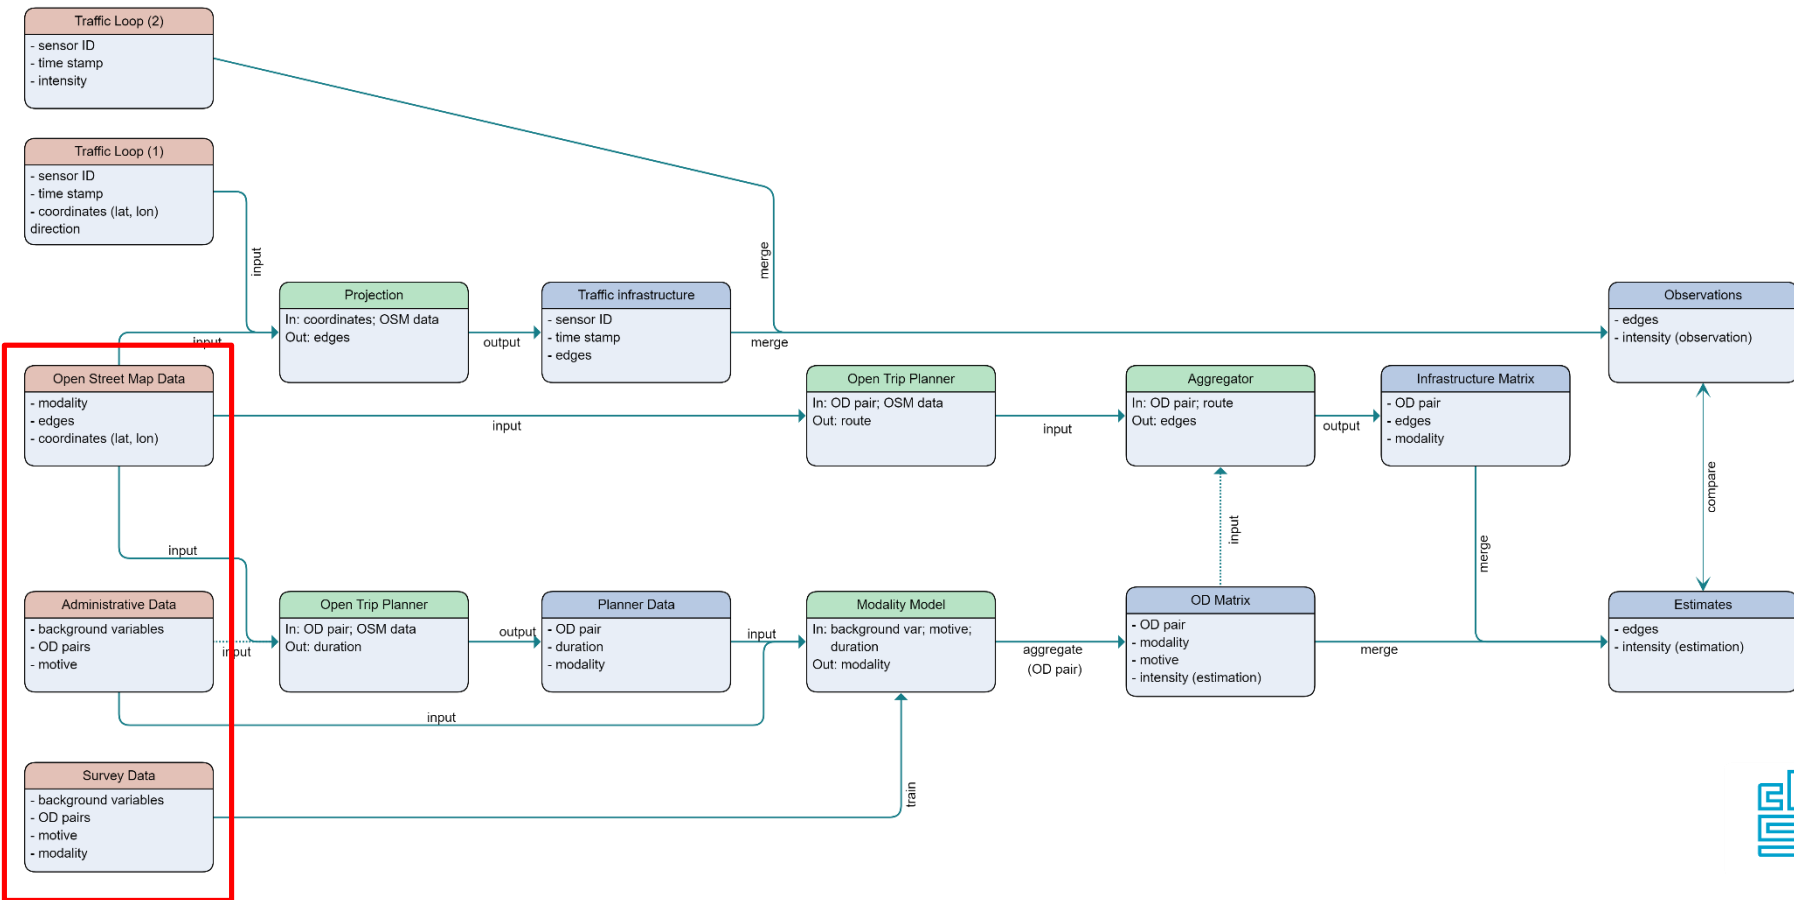 Traffic Loop (2)
- sensor ID
- time stamp
- intensity
Traffic Loop (1)
- sensor ID
- time stamp
- coordinates (lat, lon)
direction
input
merge
Projection
In: coordinates; OSM data
Out: edges
output
Traffic infrastructure
- sensor ID
- time stamp
- edges
merge
Observations
- edges
- intensity (observation)
input
Open Street Map Data
- modality
- edges
- coordinates (lat, lon)
input
Open Trip Planner
In: OD pair; OSM data
Out: route
input
Aggregator
In: OD pair; route
Out: edges
output
Infrastructure Matrix
- OD pair
- edges
- modality
compare
input
input
merge
Administrative Data
- background variables
- OD pairs
- motive
input
Open Trip Planner
In: OD pair; OSM data
Out: duration
output
Planner Data
- OD pair
- duration
- modality
input
Modality Model
In: background var; motive;
duration
Out: modality
aggregate
(OD pair)
OD Matrix
- OD pair
- modality
- motive
- intensity (estimation)
merge
Estimates
- edges
- intensity (estimation)
input
Survey Data
- background variables
- OD pairs
- motive
- modality
train